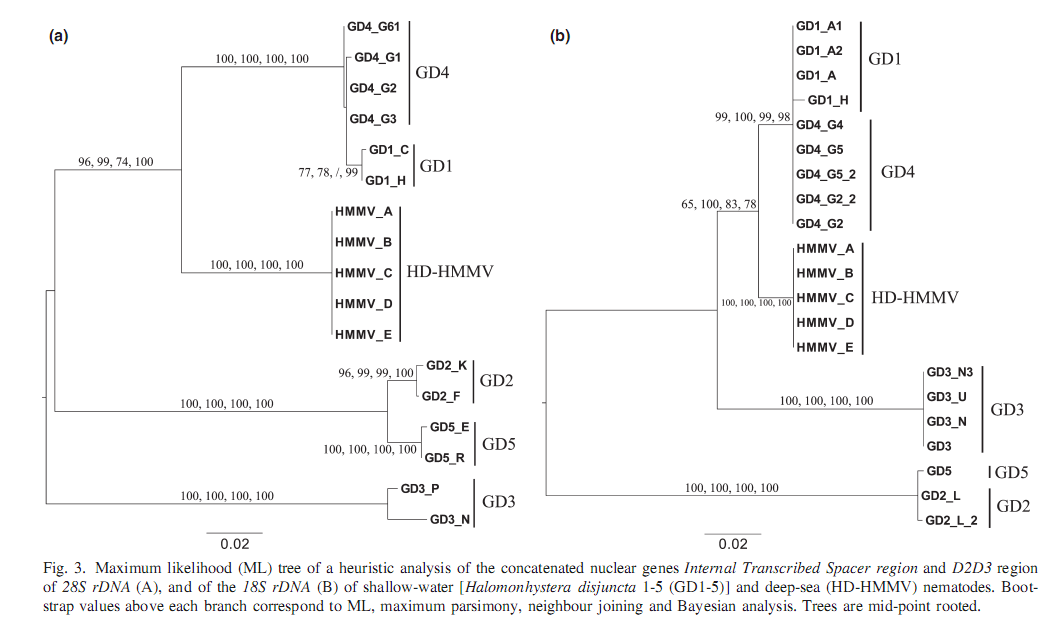 (a)
GD4_G61
GD4_G1
GD4_G2
GD4_G3
GD4
100, 100, 100, 100
GD1_C
GD1_H
GD1
77, 78, /, 99
96, 99, 74, 100
HMMV_A
HMMV_B
HMMV_C
HMMV_D
HMMV_E
HD-HMMV
100, 100, 100, 100
GD2_K
GD2_F
GD2
96, 99, 99, 100
100, 100, 100, 100
GD5_E
GD5_R
GD5
100, 100, 100, 100
GD3_P
GD3_N
GD3
100, 100, 100, 100
0.02
(b)
GD1_A1
GD1_A2
GD1_A
GD1_H
GD1
99, 100, 99, 98
GD4_G4
GD4_G5
GD4_G5_2
GD4_G2_2
GD4_G2
GD4
65, 100, 83, 78
HMMV_A
HMMV_B
HMMV_C
HMMV_D
HMMV_E
HD-HMMV
100, 100, 100, 100
GD3_N3
GD3_U
GD3_N
GD3
GD3
100, 100, 100, 100
GD5
GD5
GD2_L
GD2_L_2
GD2
100, 100, 100, 100
0.02
Fig. 3. Maximum likelihood (ML) tree of a heuristic analysis of the concatenated nuclear genes Internal Transcribed Spacer region and D2D3 region
of 28S rDNA (A), and of the 18S rDNA (B) of shallow-water [Halomonhystera disjuncta 1-5 (GD1-5)] and deep-sea (HD-HMMV) nematodes. Boot-
strap values above each branch correspond to ML, maximum parsimony, neighbour joining and Bayesian analysis. Trees are mid-point rooted.